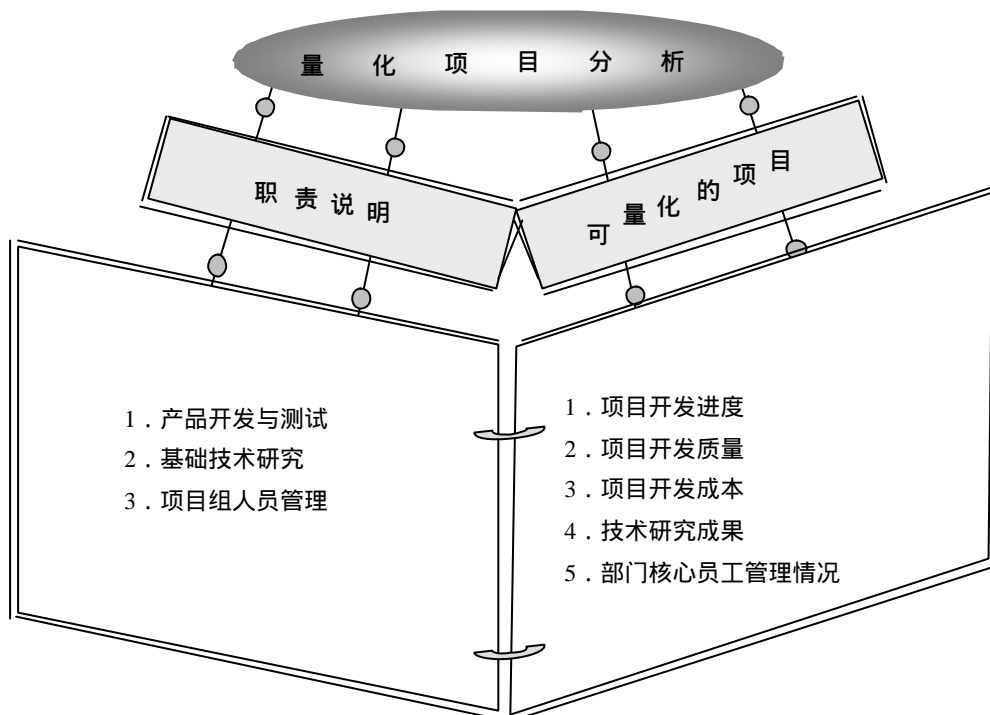 量化项目分析
职责说明
可量化的项目
1．产品开发与测试
2．基础技术研究
3．项目组人员管理
1．项目开发进度
2．项目开发质量
3．项目开发成本
4．技术研究成果
5．部门核心员工管理情况